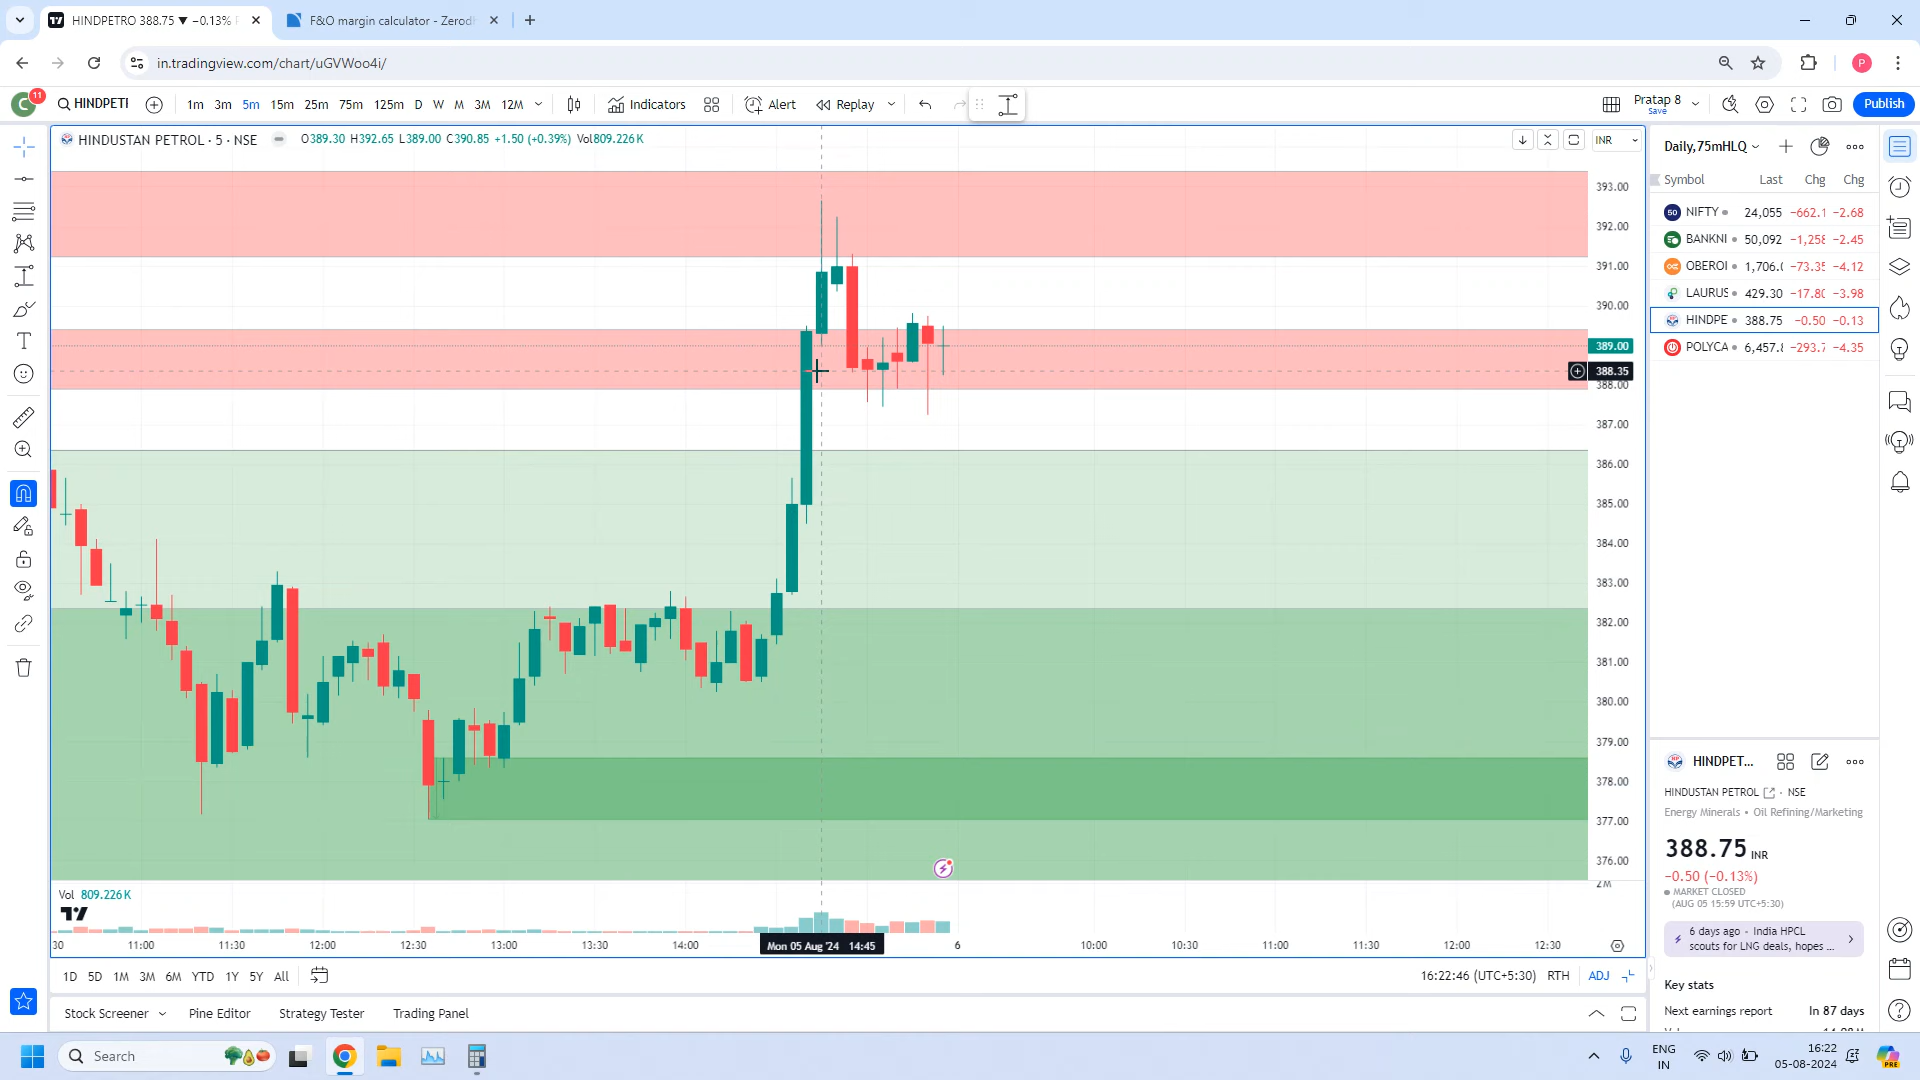 HINDPETRO 388.75 ▼ −0.13%
F&O margin calculator - Zerod
in.tradingview.com/chart/uGVWoo4i/
P
C 11 HINDPETI 1m 3m 5m 15m 25m 75m 125m D W M 3M 12M Indicators Alert Replay Pratap 8 Save Publish
HINDUSTAN PETROL · 5 · NSE O389.30 H392.65 L389.00 C390.85 +1.50 (+0.39%) Vol809.226K INR
Daily,75mHLQ
Symbol Last Chg Chg
NIFTY 24,055 −662.1 −2.68
BANKNI 50,092 −1,258 −2.45
OBEROI 1,706.0 −73.35 −4.12
LAURUS 429.30 −17.80 −3.98
HINDPE 388.75 −0.50 −0.13
POLYCA 6,457.8 −293.7 −4.35
393.00
392.00
391.00
390.00
389.00
388.35
388.00
387.00
386.00
385.00
384.00
383.00
382.00
381.00
380.00
379.00
378.00
377.00
376.00
2M
Vol 809.226K
30 11:00 11:30 12:00 12:30 13:00 13:30 14:00 Mon 05 Aug '24 14:45 6 10:00 10:30 11:00 11:30 12:00 12:30
1D 5D 1M 3M 6M YTD 1Y 5Y All 16:22:46 (UTC+5:30) RTH ADJ
Stock Screener Pine Editor Strategy Tester Trading Panel
HINDPET...
HINDUSTAN PETROL · NSE
Energy Minerals • Oil Refining/Marketing
388.75 INR
−0.50 (−0.13%)
MARKET CLOSED
(AUG 05 15:59 UTC+5:30)
6 days ago - India HPCL
scouts for LNG deals, hopes ...
Key stats
Next earnings report In 87 days
Search
ENG
IN
16:22
05-08-2024
PRE